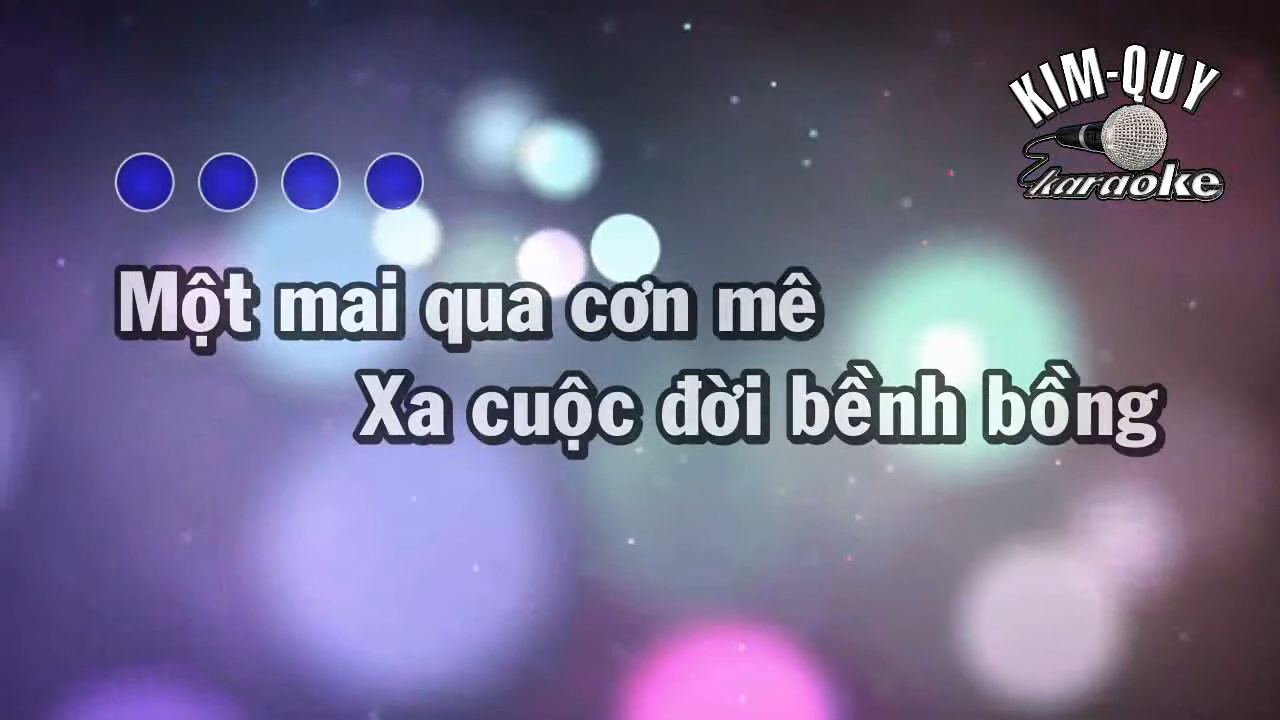 KIM-QUY
karaoke
Một mai qua cơn mê
Xa cuộc đời bềnh bồng